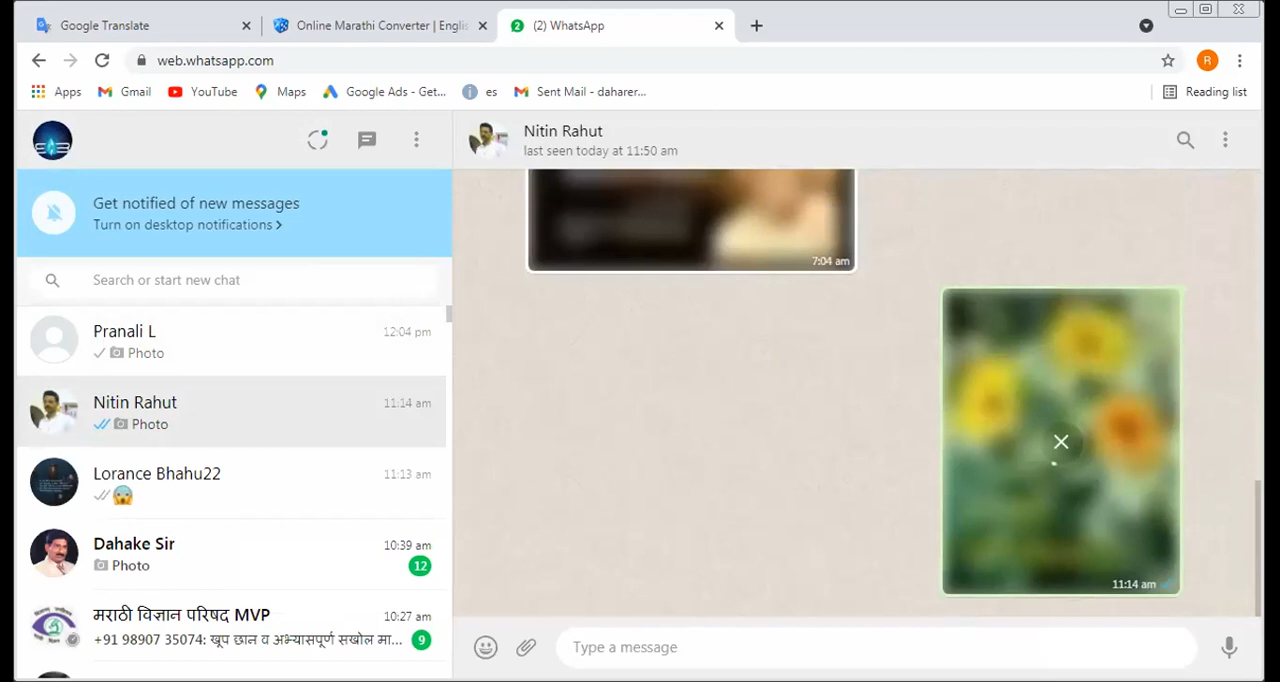 Google Translate
Online Marathi Converter | Englis
(2) WhatsApp
web.whatsapp.com
R
Apps
Gmail
YouTube
Maps
Google Ads - Get...
es
Sent Mail - daharer...
Reading list
Nitin Rahut
last seen today at 11:50 am
Get notified of new messages
Turn on desktop notifications
Search or start new chat
Pranali L 12:04 pm
Photo
Nitin Rahut 11:14 am
Photo
Lorance Bhahu22 11:13 am
Dahake Sir 10:39 am
Photo 12
मराठी विज्ञान परिषद MVP 10:27 am
+91 98907 35074: खूप छान व अभ्यासपूर्ण सखोल मा... 9
7:04 am
11:14 am
Type a message